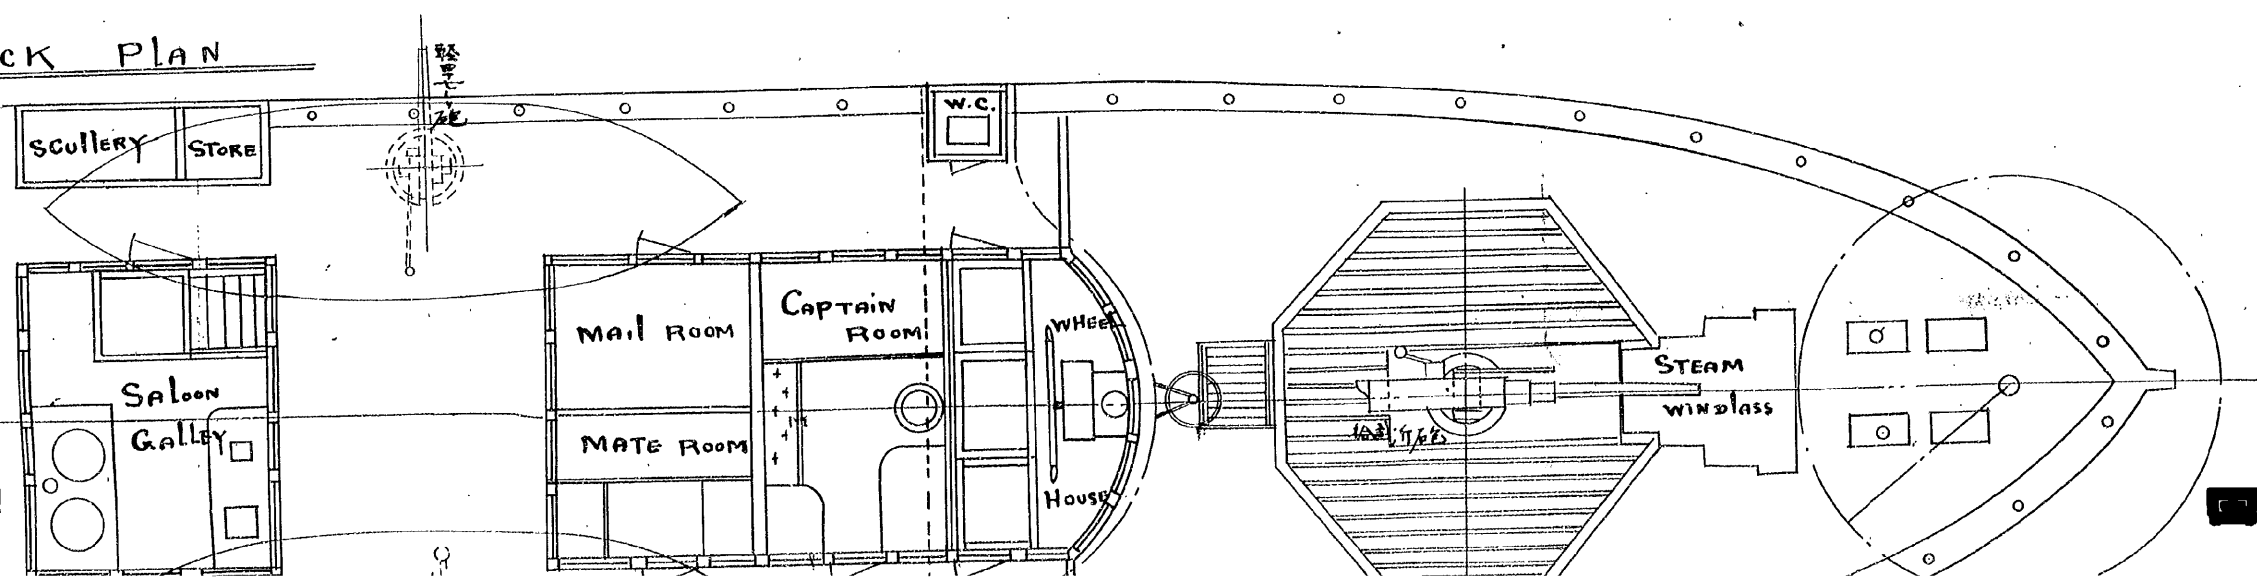 CK PLAN
SCULLERY
STORE
W.C.
MAIL ROOM
CAPTAIN
ROOM
WHEEL
SALOON
GALLEY
MATE ROOM
HOUSE
STEAM
WINDLASS